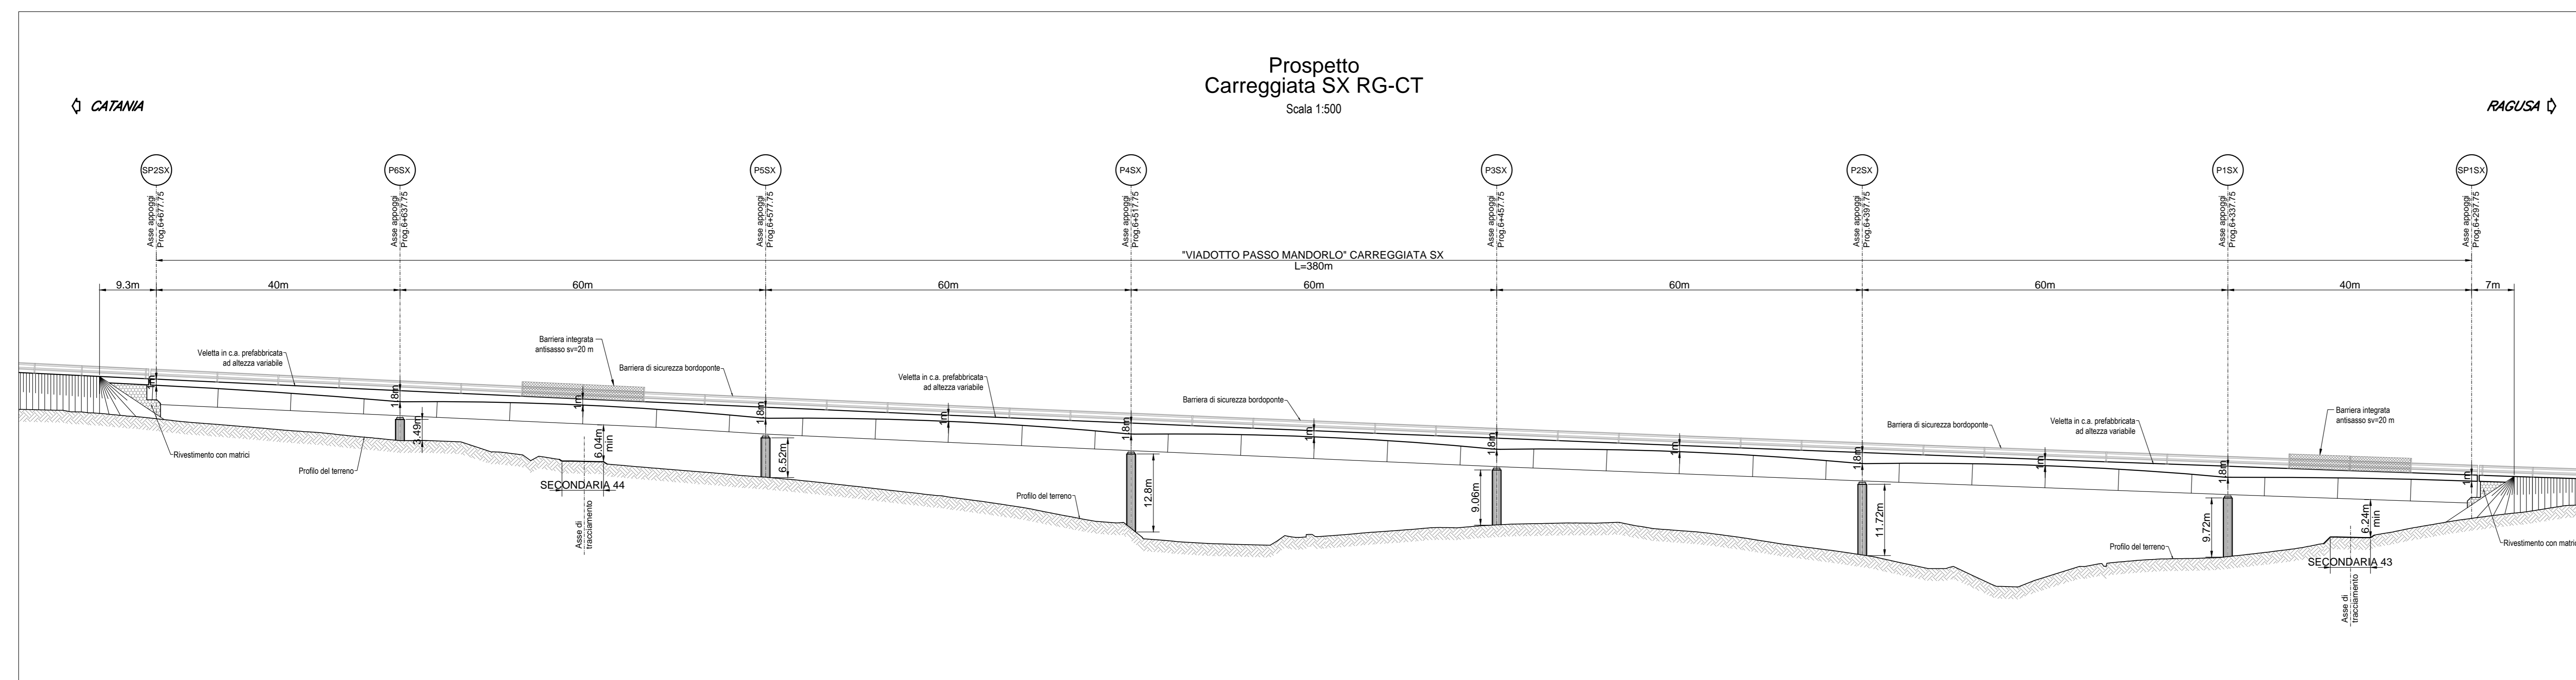 Prospetto
Carreggiata SX RG-CT
Scala 1:500
CATANIA
RAGUSA
SP2SX
P6SX
P5SX
P4SX
P3SX
P2SX
P1SX
SP1SX
Asse appoggi
Prog.6+677.75
Asse appoggi
Prog.6+637.75
Asse appoggi
Prog.6+577.75
Asse appoggi
Prog.6+517.75
Asse appoggi
Prog.6+457.75
Asse appoggi
Prog.6+397.75
Asse appoggi
Prog.6+337.75
Asse appoggi
Prog.6+297.75
"VIADOTTO PASSO MANDORLO" CARREGGIATA SX
L=380m
9.3m
40m
60m
60m
60m
60m
60m
40m
7m
Veletta in c.a. prefabbricata
ad altezza variabile
Barriera integrata
antisasso sv=20 m
Barriera di sicurezza bordoponte
Veletta in c.a. prefabbricata
ad altezza variabile
Barriera di sicurezza bordoponte
Barriera di sicurezza bordoponte
Veletta in c.a. prefabbricata
ad altezza variabile
Barriera integrata
antisasso sv=20 m
1m
1.8m
1m
1.8m
1m
1.8m
1m
1.8m
1m
1.8m
1m
1.8m
1m
3.49m
6.04m
min
6.52m
12.8m
9.06m
11.72m
9.72m
6.24m
min
Rivestimento con matrici
Profilo del terreno
SECONDARIA 44
Asse di
tracciamento
Profilo del terreno
Profilo del terreno
SECONDARIA 43
Asse di
tracciamento
Rivestimento con matric